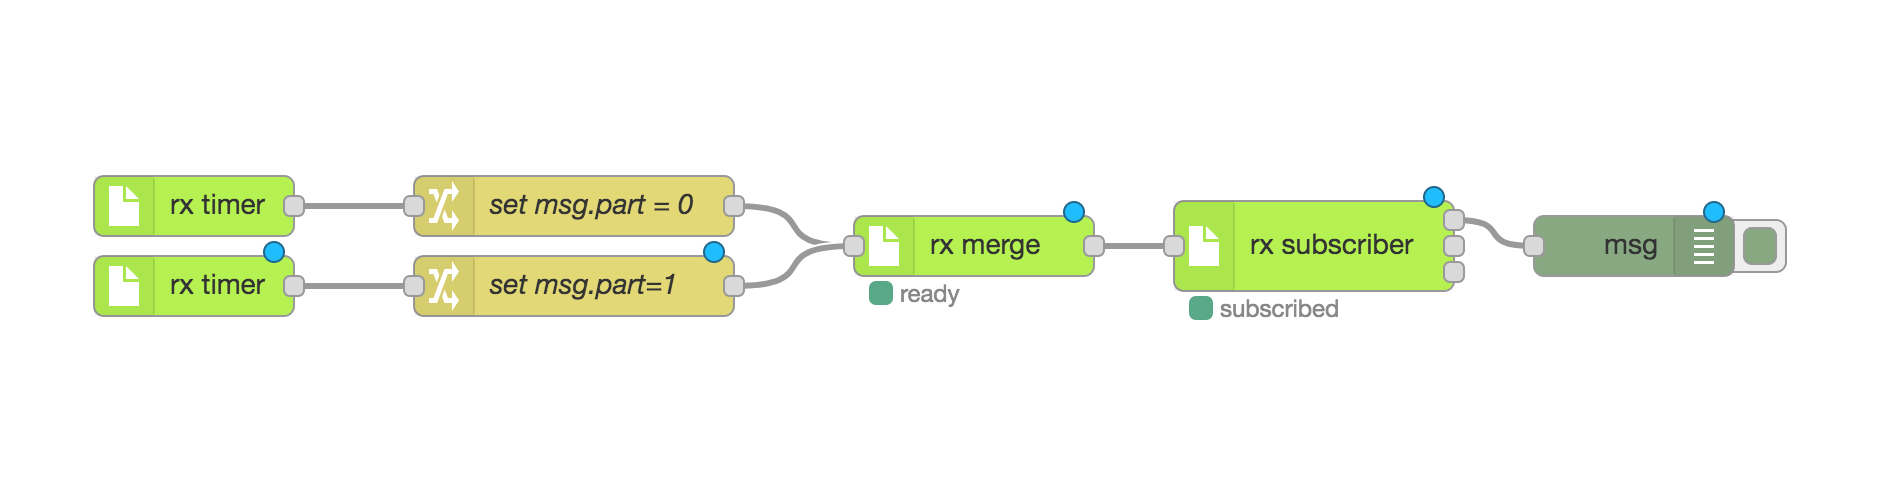 rx timer
set msg.part = 0
rx timer
set msg.part=1
rx merge
ready
rx subscriber
subscribed
msg